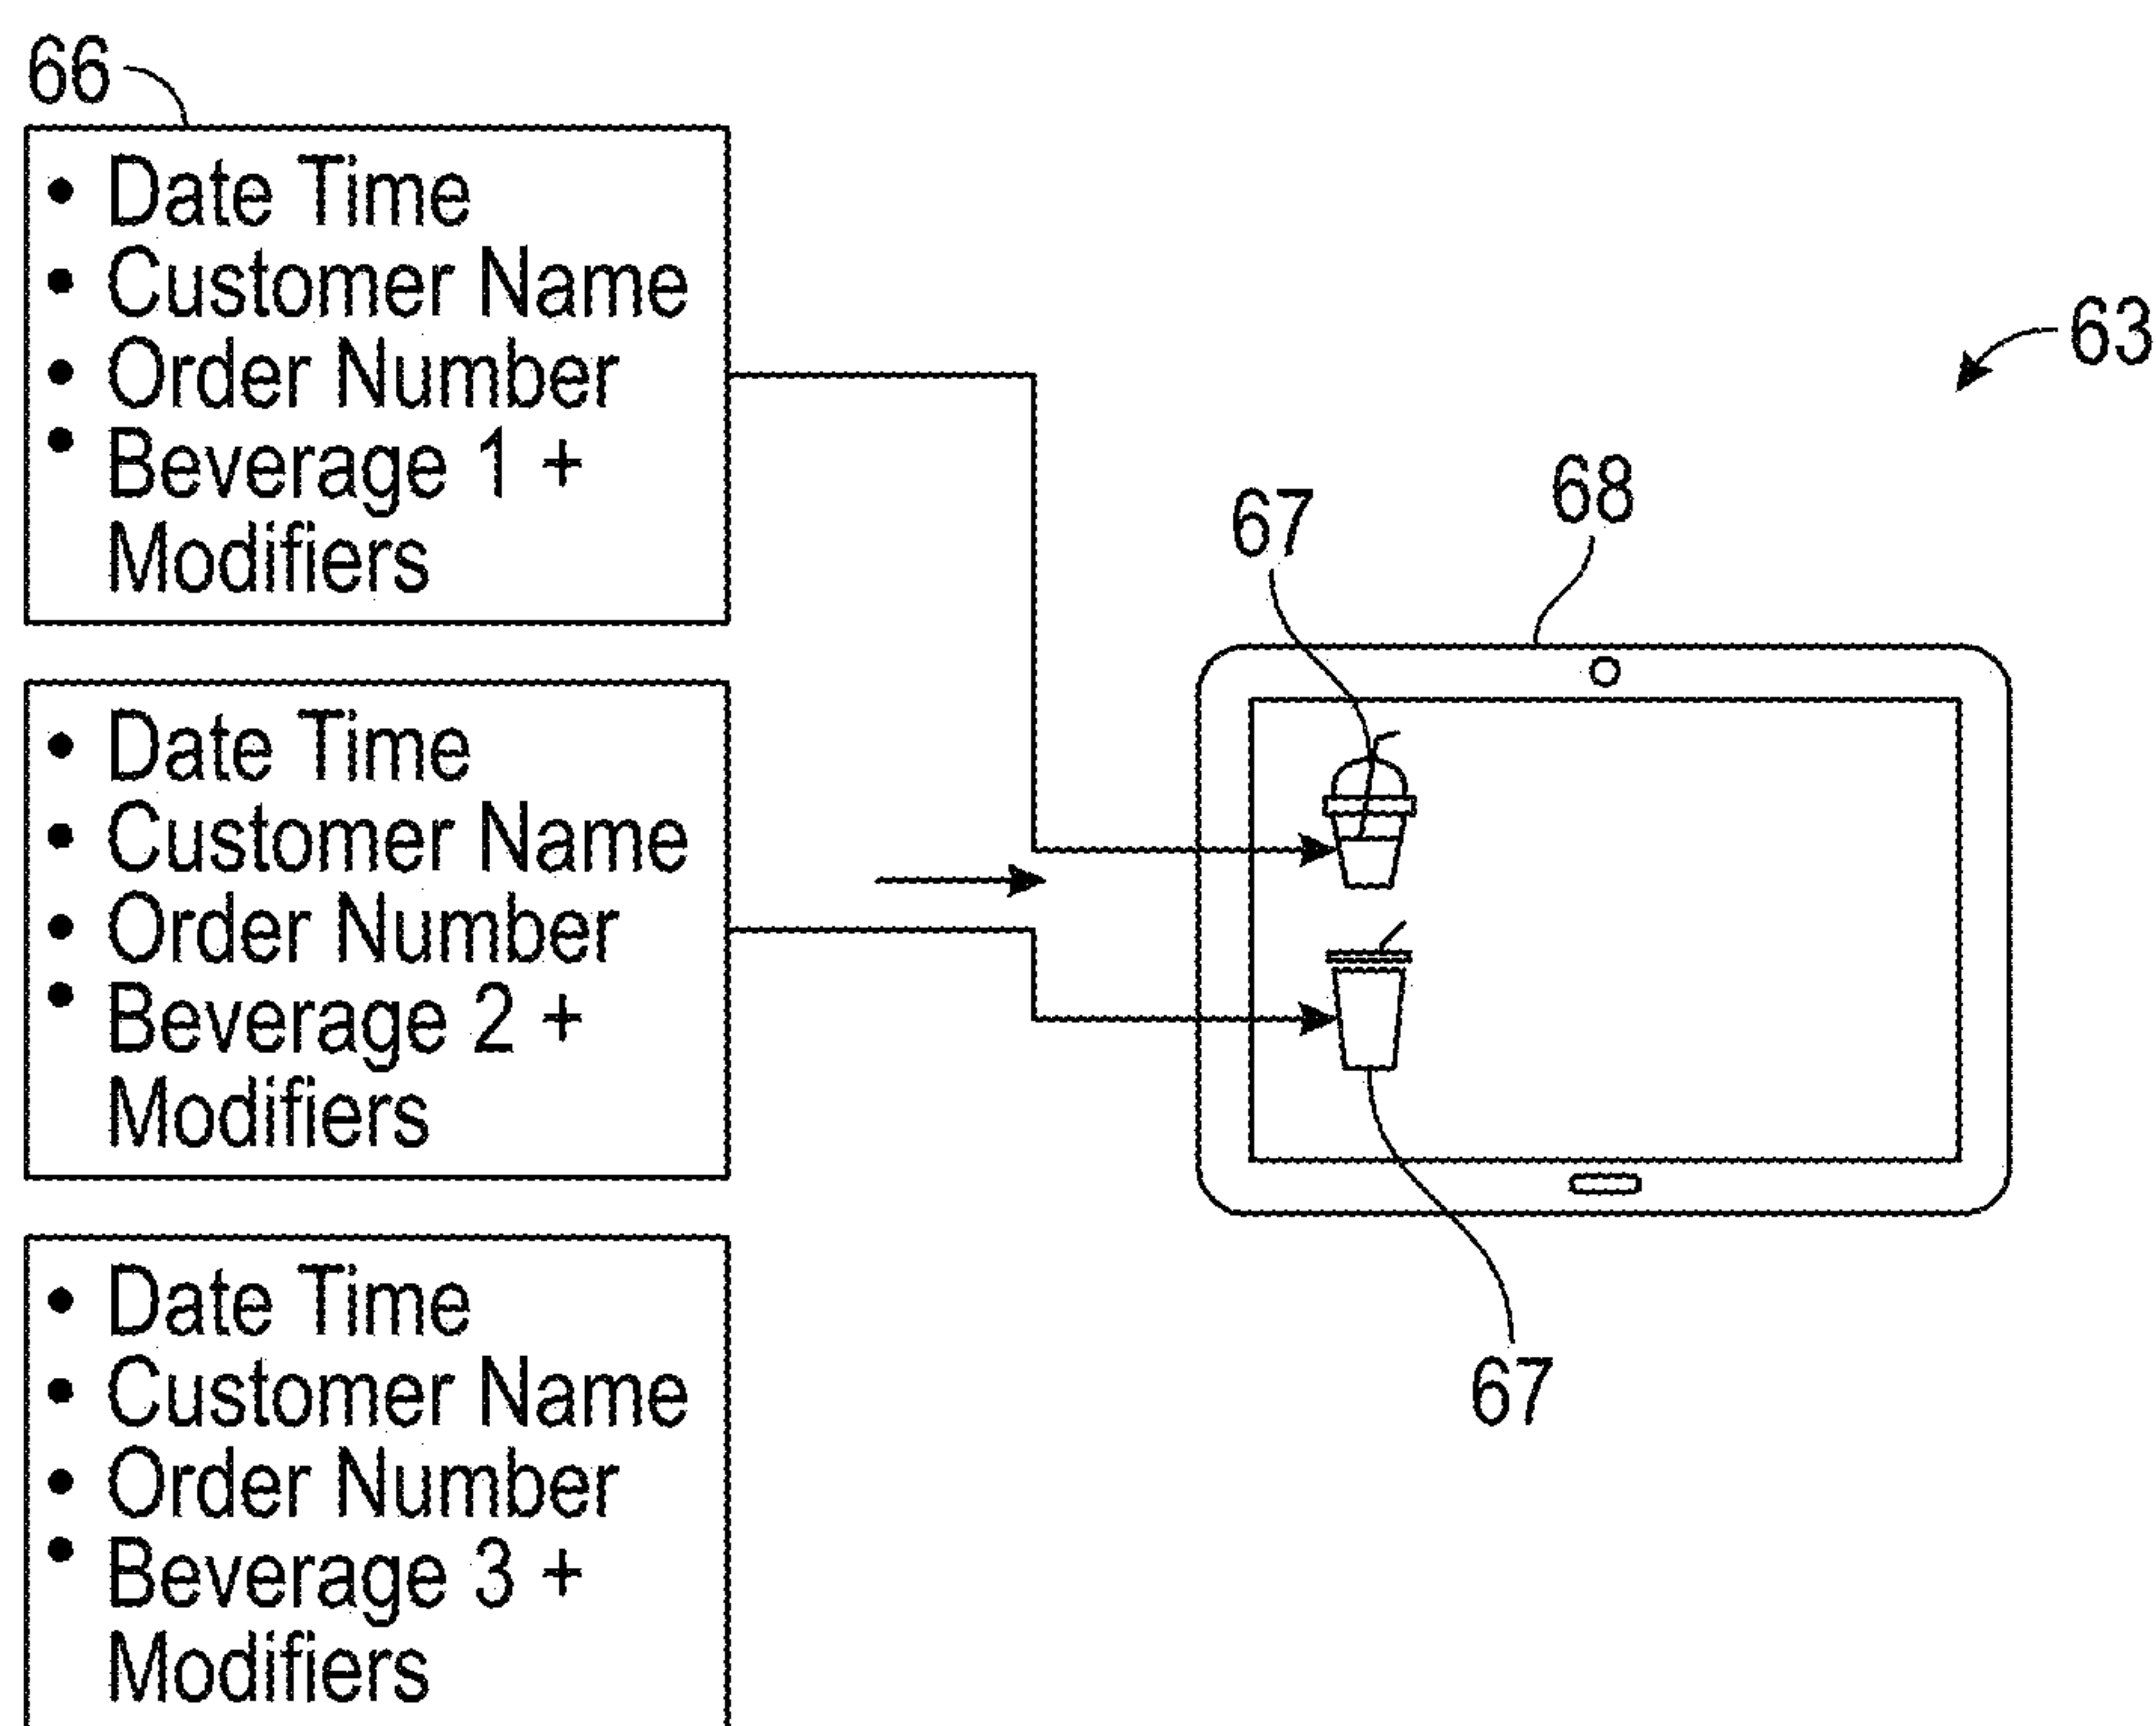 66
• Date Time
• Customer Name
• Order Number
• Beverage 1 +
Modifiers
63
67
68
• Date Time
• Customer Name
• Order Number
• Beverage 2 +
Modifiers
67
• Date Time
• Customer Name
• Order Number
• Beverage 3 +
Modifiers